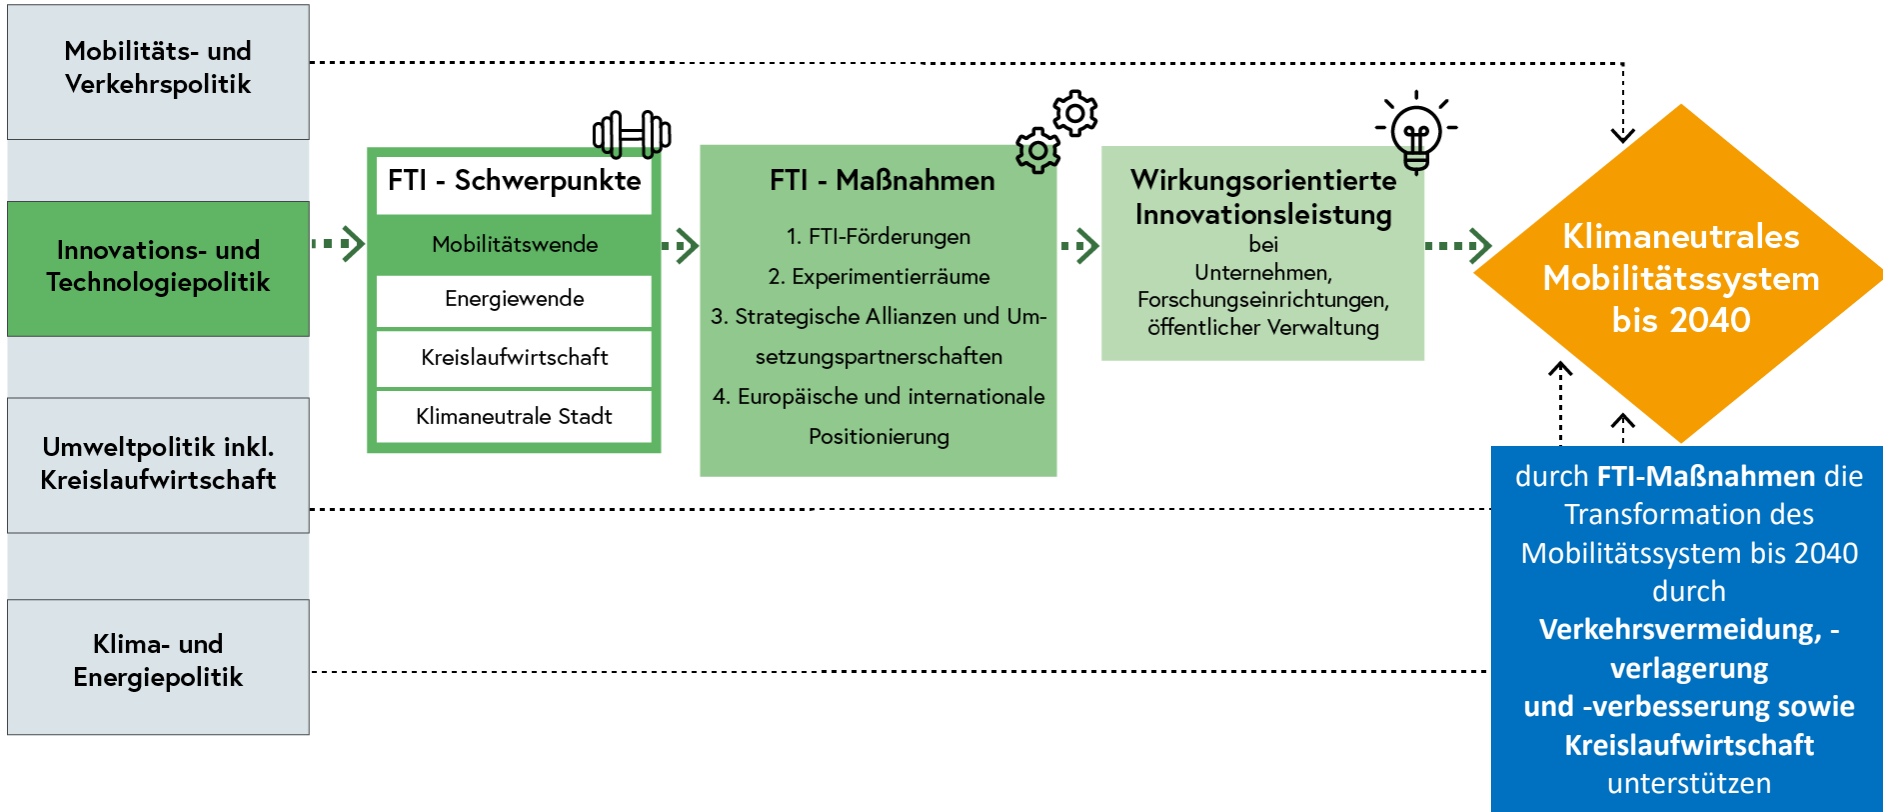 Mobilitäts- und
Verkehrspolitik
Innovations- und
Technologiepolitik
Umweltpolitik inkl.
Kreislaufwirtschaft
Klima- und
Energiepolitik
FTI - Schwerpunkte
Mobilitätswende
Energiewende
Kreislaufwirtschaft
Klimaneutrale Stadt
FTI - Maßnahmen
1. FTI-Förderungen
2. Experimentierräume
3. Strategische Allianzen und Um-
setzungspartnerschaften
4. Europäische und internationale
Positionierung
Wirkungsorientierte
Innovationsleistung
bei
Unternehmen,
Forschungseinrichtungen,
öffentlicher Verwaltung
Klimaneutrales
Mobilitätssystem
bis 2040
durch FTI-Maßnahmen die
Transformation des
Mobilitätssystem bis 2040
durch
Verkehrsvermeidung, -
verlagerung
und -verbesserung sowie
Kreislaufwirtschaft
unterstützen